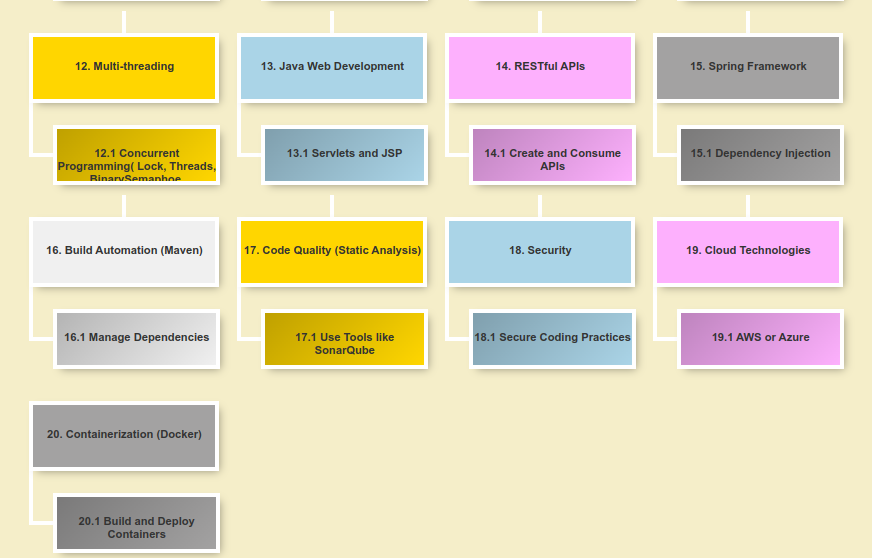 12. Multi-threading
13. Java Web Development
14. RESTful APIs
15. Spring Framework
12.1 Concurrent
Programming( Lock, Threads,
BinarySemaphoe
13.1 Servlets and JSP
14.1 Create and Consume
APIs
15.1 Dependency Injection
16. Build Automation (Maven)
17. Code Quality (Static Analysis)
18. Security
19. Cloud Technologies
16.1 Manage Dependencies
17.1 Use Tools like
SonarQube
18.1 Secure Coding Practices
19.1 AWS or Azure
20. Containerization (Docker)
20.1 Build and Deploy
Containers